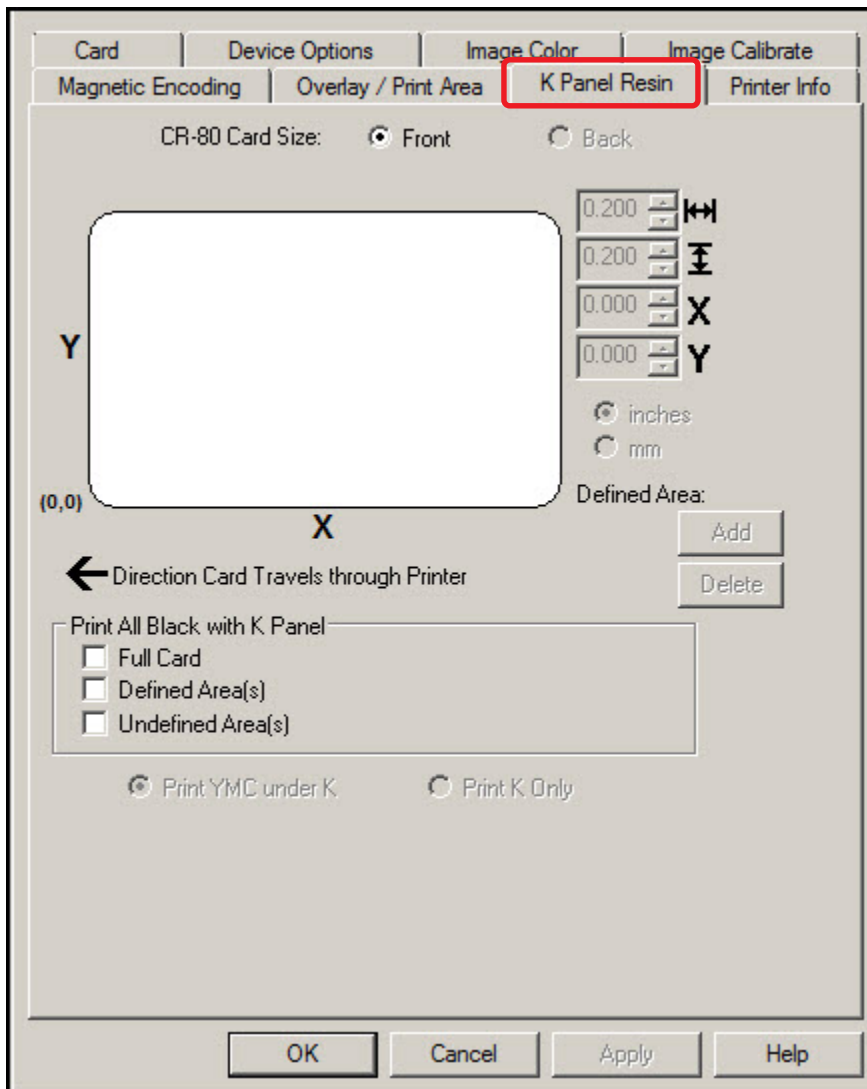 Card Device Options Image Color Image Calibrate
Magnetic Encoding Overlay / Print Area K Panel Resin Printer Info
CR-80 Card Size: Front Back
0.200
0.200
0.000 X
Y 0.000 Y
inches
mm
(0,0) Defined Area:
X Add
Direction Card Travels through Printer Delete
Print All Black with K Panel
Full Card
Defined Area(s)
Undefined Area(s)
Print YMC under K Print K Only
OK Cancel Apply Help